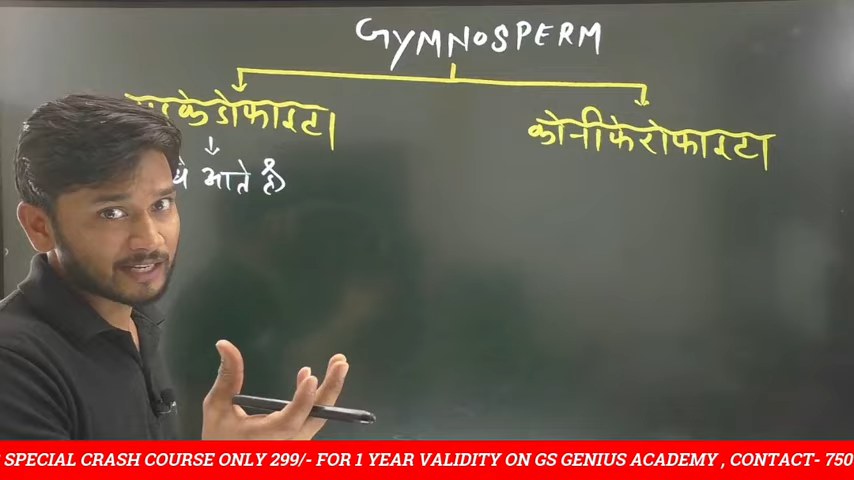 GYMNOSPERM
कोनीफेरोफाइटा
आते है
SPECIAL CRASH COURSE ONLY 299/- FOR 1 YEAR VALIDITY ON GS GENIUS ACADEMY , CONTACT- 750